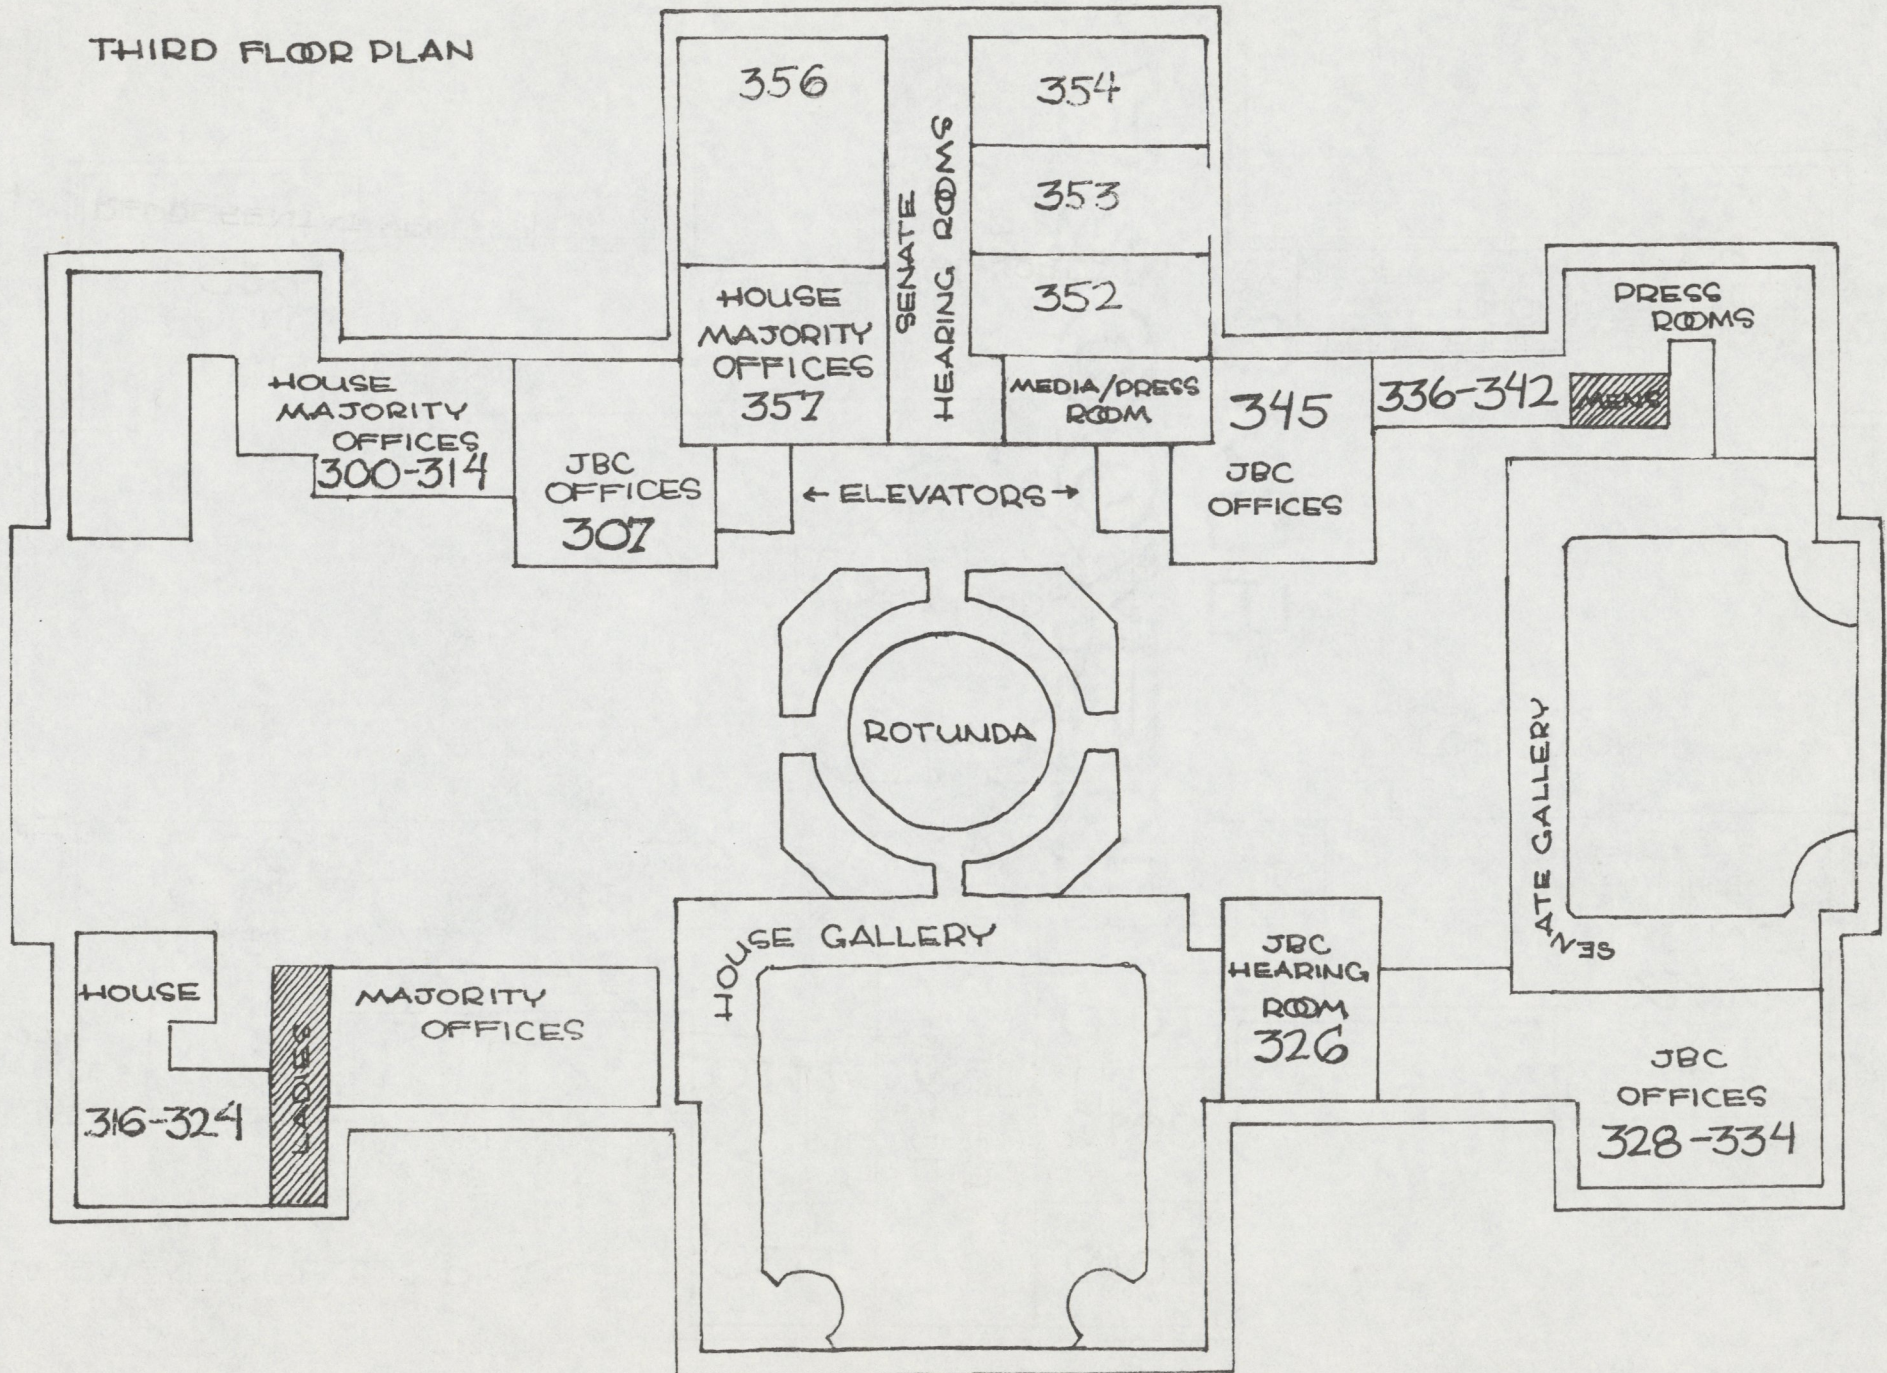 THIRD FLOOR PLAN
356
354
353
352
SENATE
HEARING ROOMS
HOUSE
MAJORITY
OFFICES
357
MEDIA/PRESS
ROOM
HOUSE
MAJORITY
OFFICES
300-314
JBC
OFFICES
307
← ELEVATORS →
345
JBC
OFFICES
336-342
MENS
PRESS
ROOMS
ROTUNDA
SENATE GALLERY
HOUSE GALLERY
HOUSE
316-324
LADIES
MAJORITY
OFFICES
JBC
HEARING
ROOM
326
JBC
OFFICES
328-334